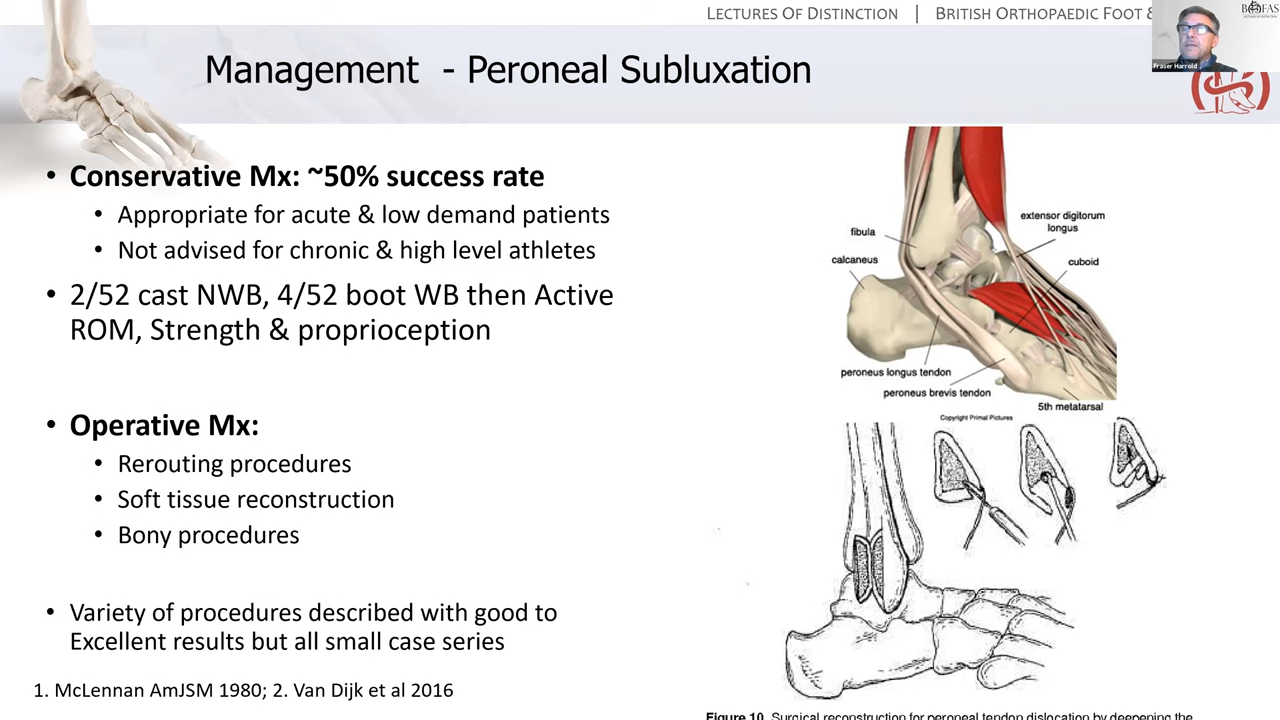 LECTURES OF DISTINCTION | BRITISH ORTHOPAEDIC FOOT &
Fraser Harrold
Management - Peroneal Subluxation
• Conservative Mx: ~50% success rate
• Appropriate for acute & low demand patients
• Not advised for chronic & high level athletes
• 2/52 cast NWB, 4/52 boot WB then Active
ROM, Strength & proprioception
• Operative Mx:
• Rerouting procedures
• Soft tissue reconstruction
• Bony procedures
• Variety of procedures described with good to
Excellent results but all small case series
1. McLennan AmJSM 1980; 2. Van Dijk et al 2016
extensor digitorum
longus
fibula
calcaneus
cuboid
peroneus longus tendon
peroneus brevis tendon
5th metatarsal
Copyright Primal Pictures
Figure 10. Surgical reconstruction for peroneal tendon dislocation by deepening the